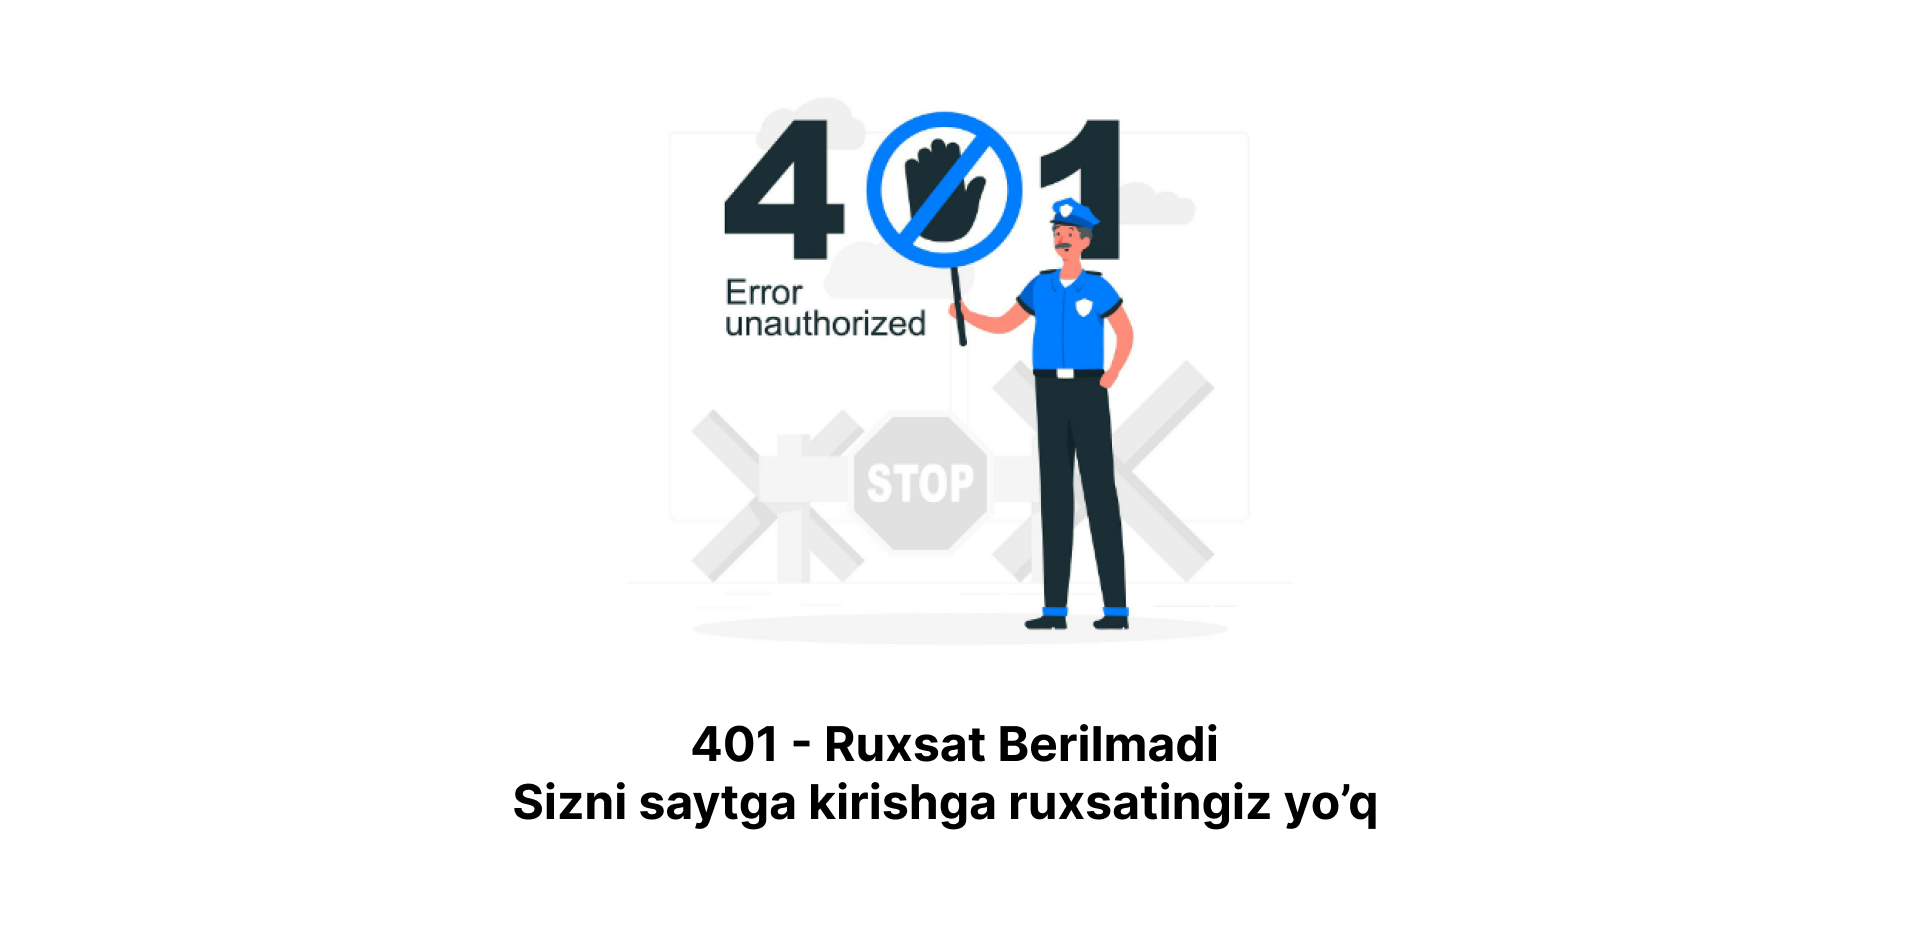 401
Error
unauthorized
STOP
401 - Ruxsat Berilmadi
Sizni saytga kirishga ruxsatingiz yo’q